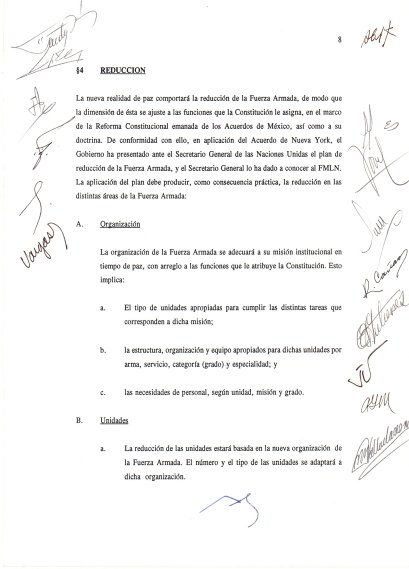 8
§4 REDUCCION
La nueva realidad de paz comportará la reducción de la Fuerza Armada, de modo que
la dimensión de ésta se ajuste a las funciones que la Constitución le asigna, en el marco
de la Reforma Constitucional emanada de los Acuerdos de México, así como a su
doctrina. De conformidad con ello, en aplicación del Acuerdo de Nueva York, el
Gobierno ha presentado ante el Secretario General de las Naciones Unidas el plan de
reducción de la Fuerza Armada, y el Secretario General lo ha dado a conocer al FMLN.
La aplicación del plan debe producir, como consecuencia práctica, la reducción en las
distintas áreas de la Fuerza Armada:
A. Organización
La organización de la Fuerza Armada se adecuará a su misión institucional en
tiempo de paz, con arreglo a las funciones que le atribuye la Constitución. Esto
implica:
a. El tipo de unidades apropiadas para cumplir las distintas tareas que
corresponden a dicha misión;
b. la estructura, organización y equipo apropiados para dichas unidades por
arma, servicio, categoría (grado) y especialidad; y
c. las necesidades de personal, según unidad, misión y grado.
B. Unidades
a. La reducción de las unidades estará basada en la nueva organización de
la Fuerza Armada. El número y el tipo de las unidades se adaptará a
dicha organización.
Vargas